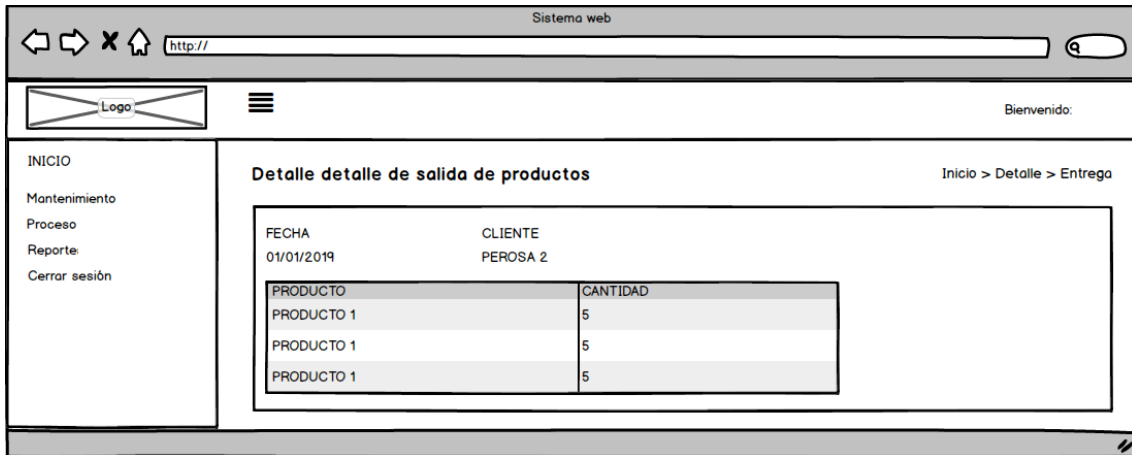 Sistema web
http://
Logo
Bienvenido:
INICIO
Mantenimiento
Proceso
Reporte
Cerrar sesión
Detalle detalle de salida de productos
Inicio > Detalle > Entrega
FECHA CLIENTE
01/01/2019 PEROSA 2
PRODUCTO CANTIDAD
PRODUCTO 1 5
PRODUCTO 1 5
PRODUCTO 1 5